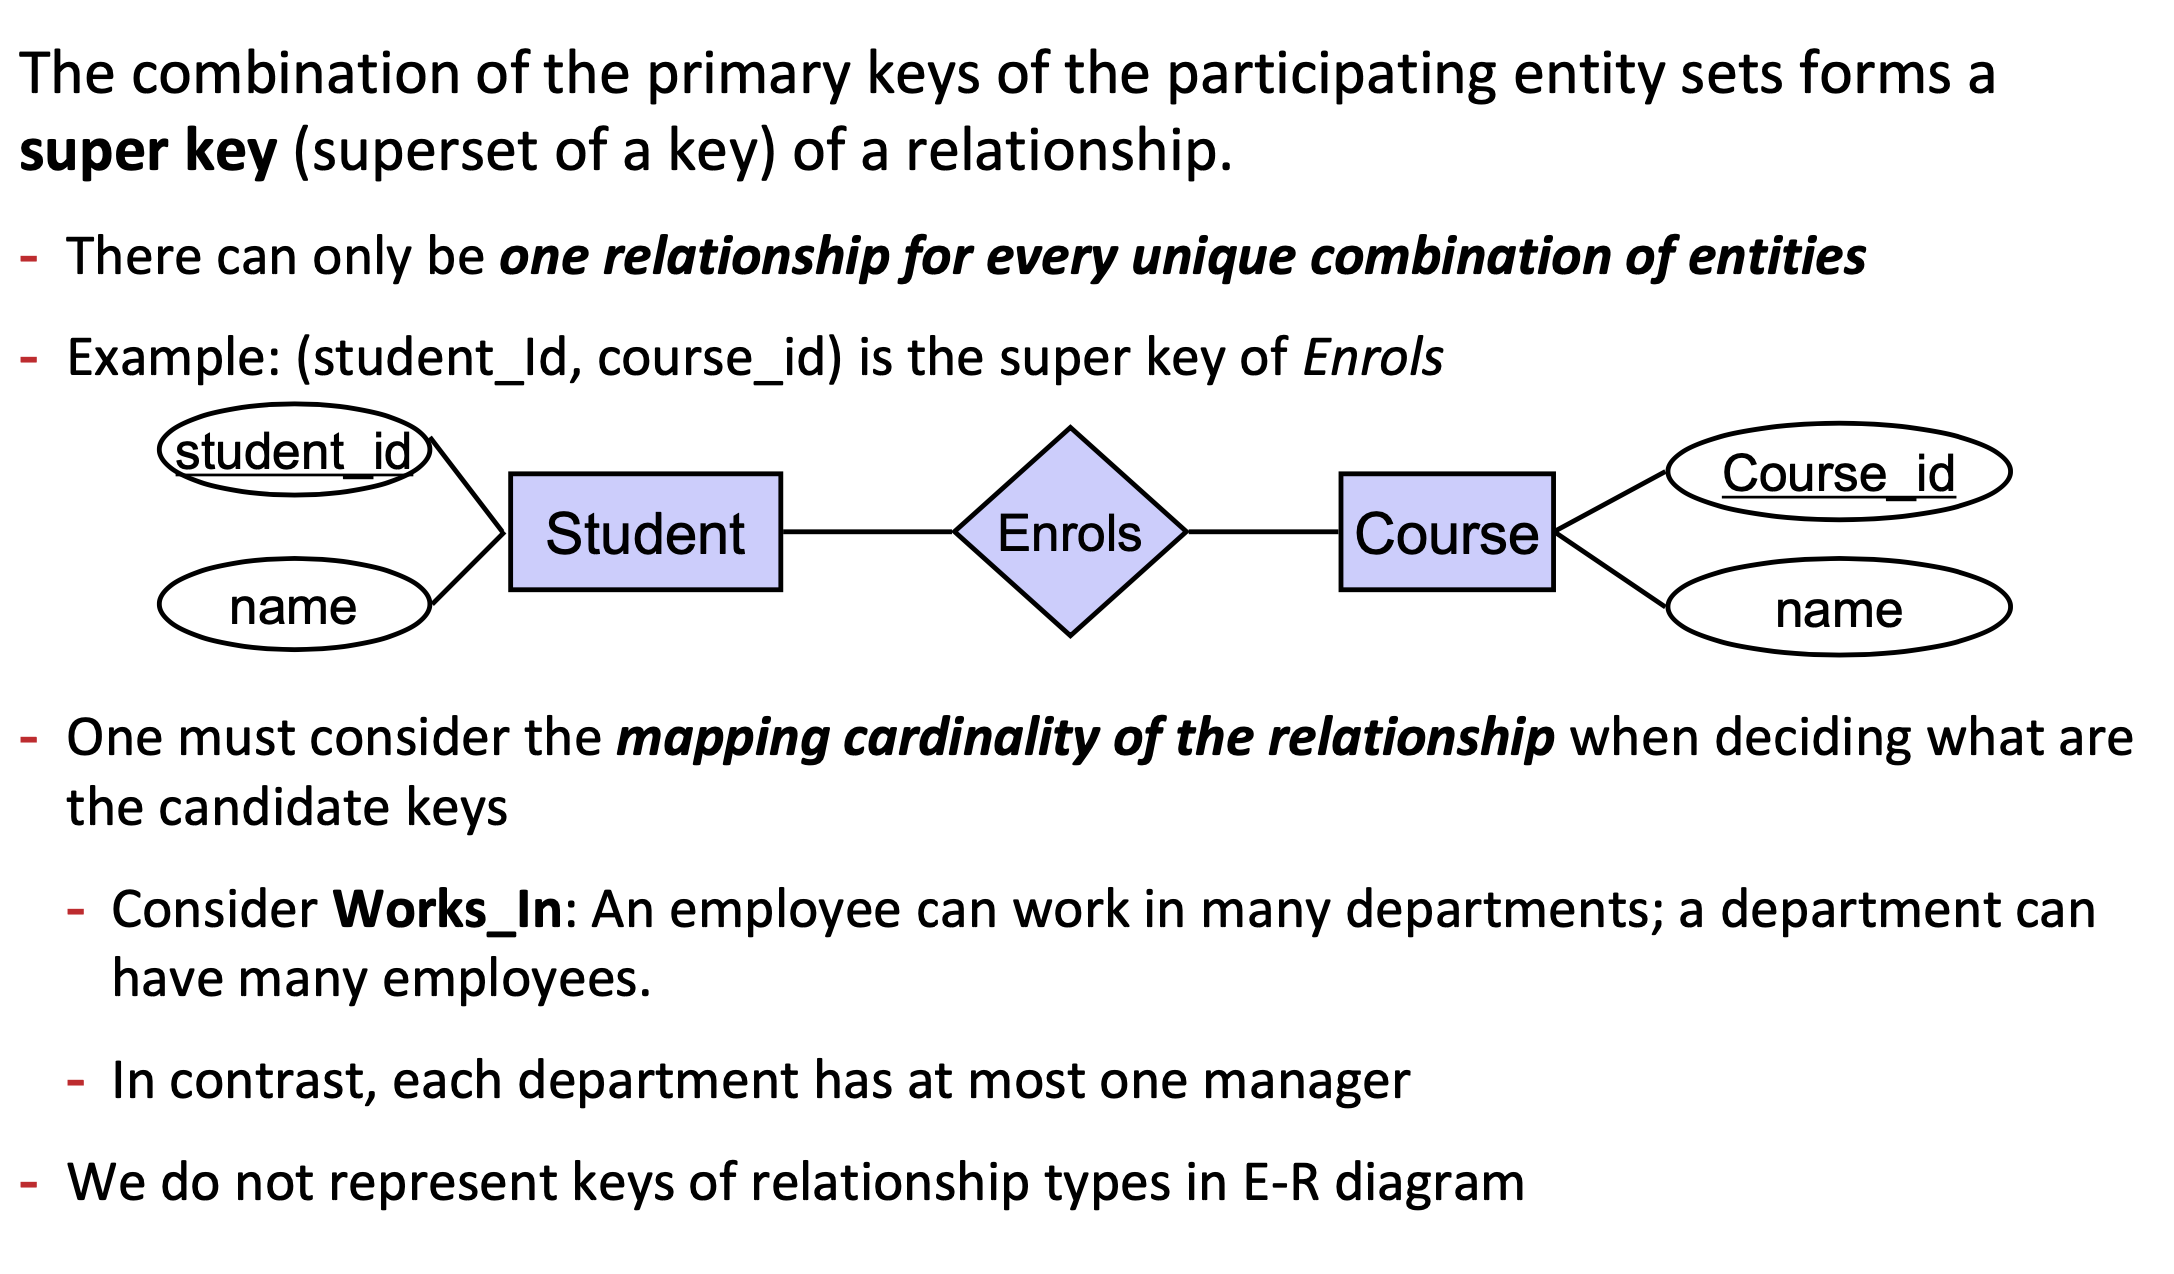 The combination of the primary keys of the participating entity sets forms a
super key (superset of a key) of a relationship.
- There can only be one relationship for every unique combination of entities
- Example: (student_Id, course_id) is the super key of Enrols
student_id
name
Student
Enrols
Course
Course_id
name
- One must consider the mapping cardinality of the relationship when deciding what are
the candidate keys
- Consider Works_In: An employee can work in many departments; a department can
have many employees.
- In contrast, each department has at most one manager
- We do not represent keys of relationship types in E-R diagram